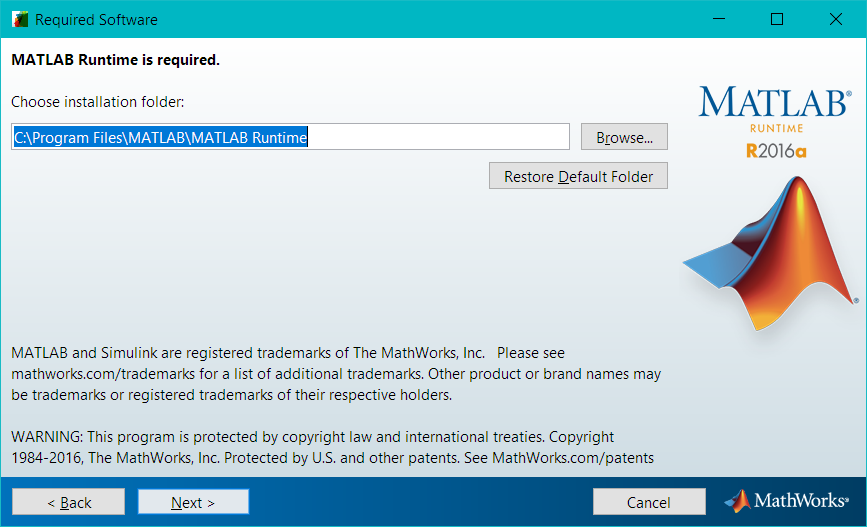 Required Software
MATLAB Runtime is required.
Choose installation folder:
C:\Program Files\MATLAB\MATLAB Runtime
Browse...
Restore Default Folder
MATLAB®
RUNTIME
R2016a
®
MATLAB and Simulink are registered trademarks of The MathWorks, Inc. Please see
mathworks.com/trademarks for a list of additional trademarks. Other product or brand names may
be trademarks or registered trademarks of their respective holders.
WARNING: This program is protected by copyright law and international treaties. Copyright
1984-2016, The MathWorks, Inc. Protected by U.S. and other patents. See MathWorks.com/patents
< Back
Next >
Cancel
MathWorks®